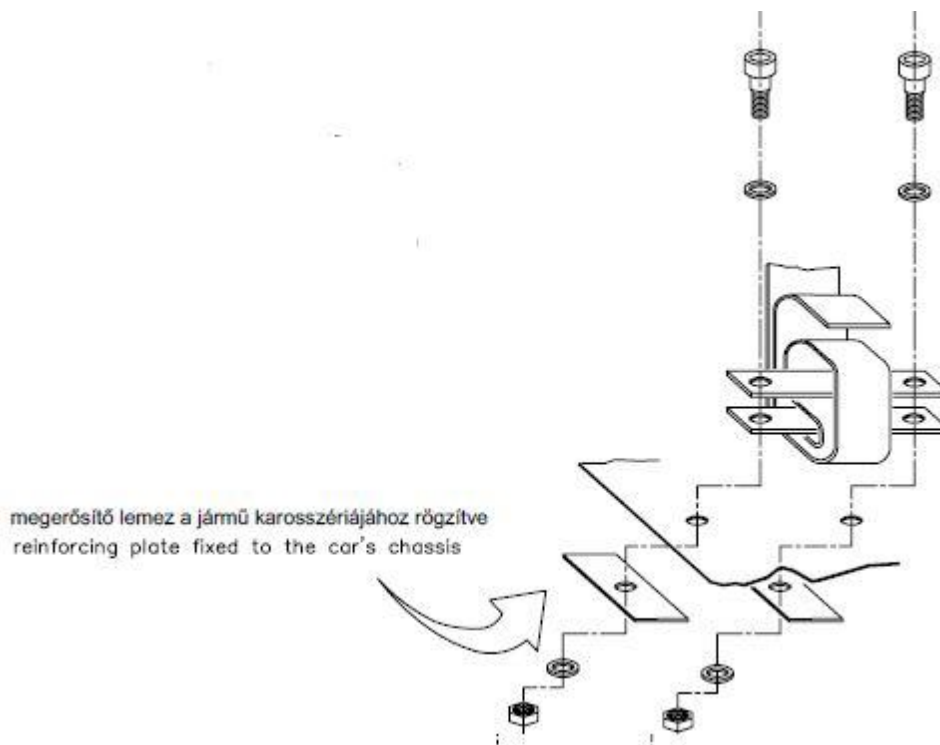 megerősítő lemez a jármű karosszériájához rögzítve
reinforcing plate fixed to the car's chassis